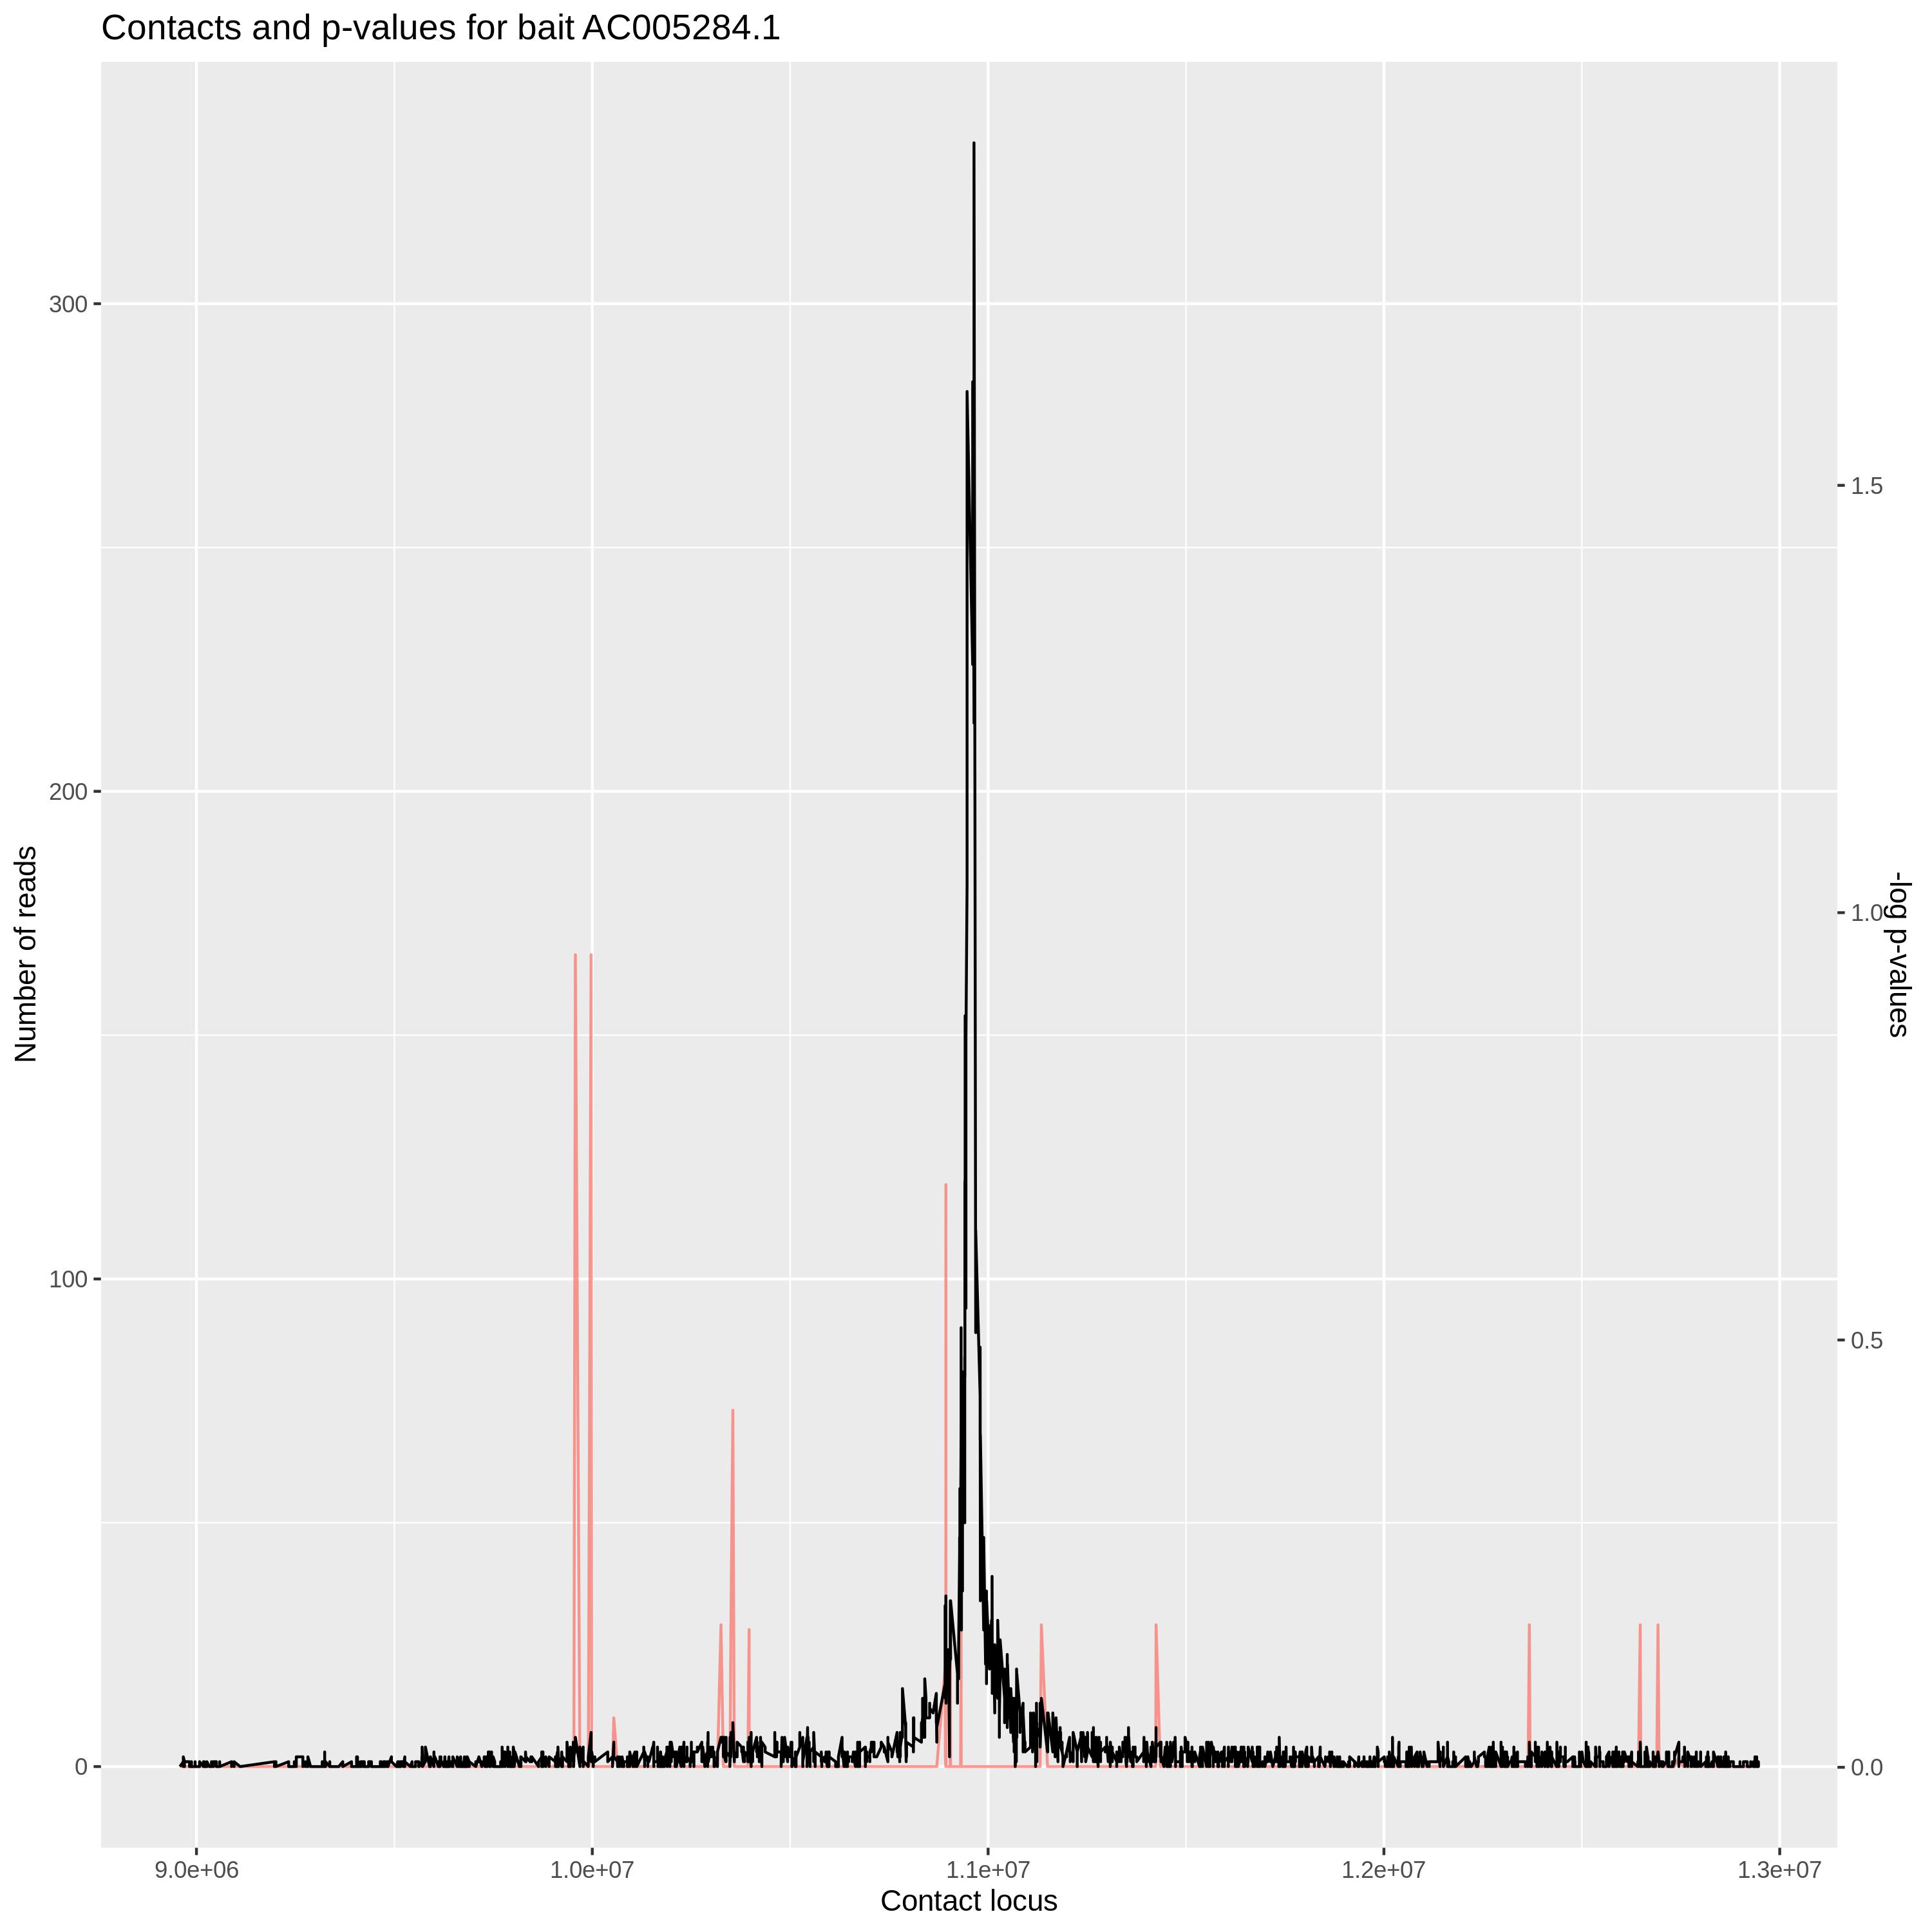 Contacts and p-values for bait AC005284.1
300
200
100
0
Number of reads
1.5
1.0
0.5
0.0
-log p-values
9.0e+06
1.0e+07
1.1e+07
1.2e+07
1.3e+07
Contact locus